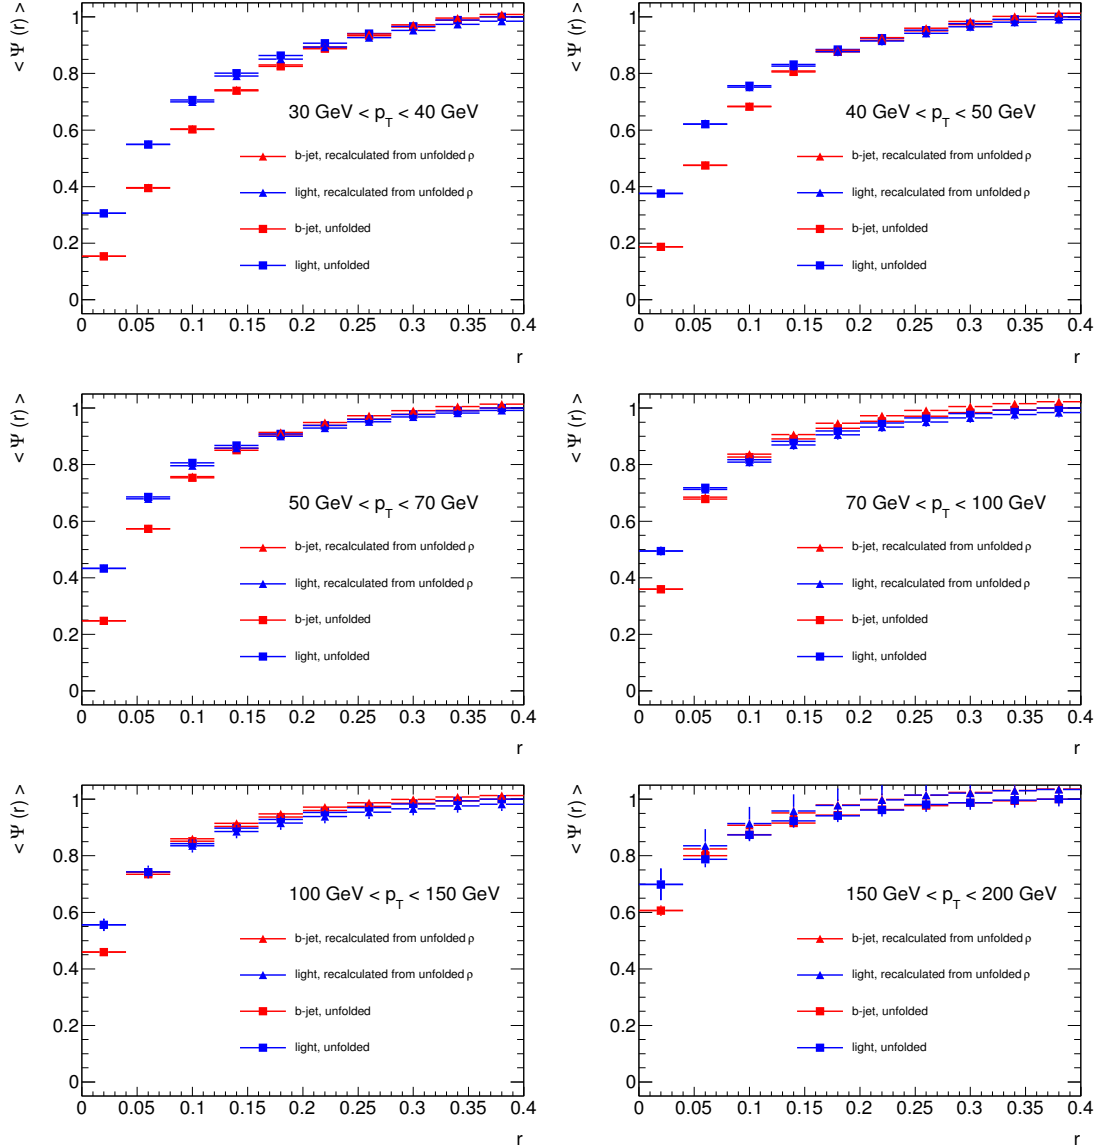 < Ψ (r) >
1
0.8
0.6
0.4
0.2
0
30 GeV < p_T < 40 GeV
b-jet, recalculated from unfolded ρ
light, recalculated from unfolded ρ
b-jet, unfolded
light, unfolded
0 0.05 0.1 0.15 0.2 0.25 0.3 0.35 0.4
r
< Ψ (r) >
1
0.8
0.6
0.4
0.2
0
40 GeV < p_T < 50 GeV
b-jet, recalculated from unfolded ρ
light, recalculated from unfolded ρ
b-jet, unfolded
light, unfolded
0 0.05 0.1 0.15 0.2 0.25 0.3 0.35 0.4
r
< Ψ (r) >
1
0.8
0.6
0.4
0.2
0
50 GeV < p_T < 70 GeV
b-jet, recalculated from unfolded ρ
light, recalculated from unfolded ρ
b-jet, unfolded
light, unfolded
0 0.05 0.1 0.15 0.2 0.25 0.3 0.35 0.4
r
< Ψ (r) >
1
0.8
0.6
0.4
0.2
0
70 GeV < p_T < 100 GeV
b-jet, recalculated from unfolded ρ
light, recalculated from unfolded ρ
b-jet, unfolded
light, unfolded
0 0.05 0.1 0.15 0.2 0.25 0.3 0.35 0.4
r
< Ψ (r) >
1
0.8
0.6
0.4
0.2
0
100 GeV < p_T < 150 GeV
b-jet, recalculated from unfolded ρ
light, recalculated from unfolded ρ
b-jet, unfolded
light, unfolded
0 0.05 0.1 0.15 0.2 0.25 0.3 0.35 0.4
r
< Ψ (r) >
1
0.8
0.6
0.4
0.2
0
150 GeV < p_T < 200 GeV
b-jet, recalculated from unfolded ρ
light, recalculated from unfolded ρ
b-jet, unfolded
light, unfolded
0 0.05 0.1 0.15 0.2 0.25 0.3 0.35 0.4
r